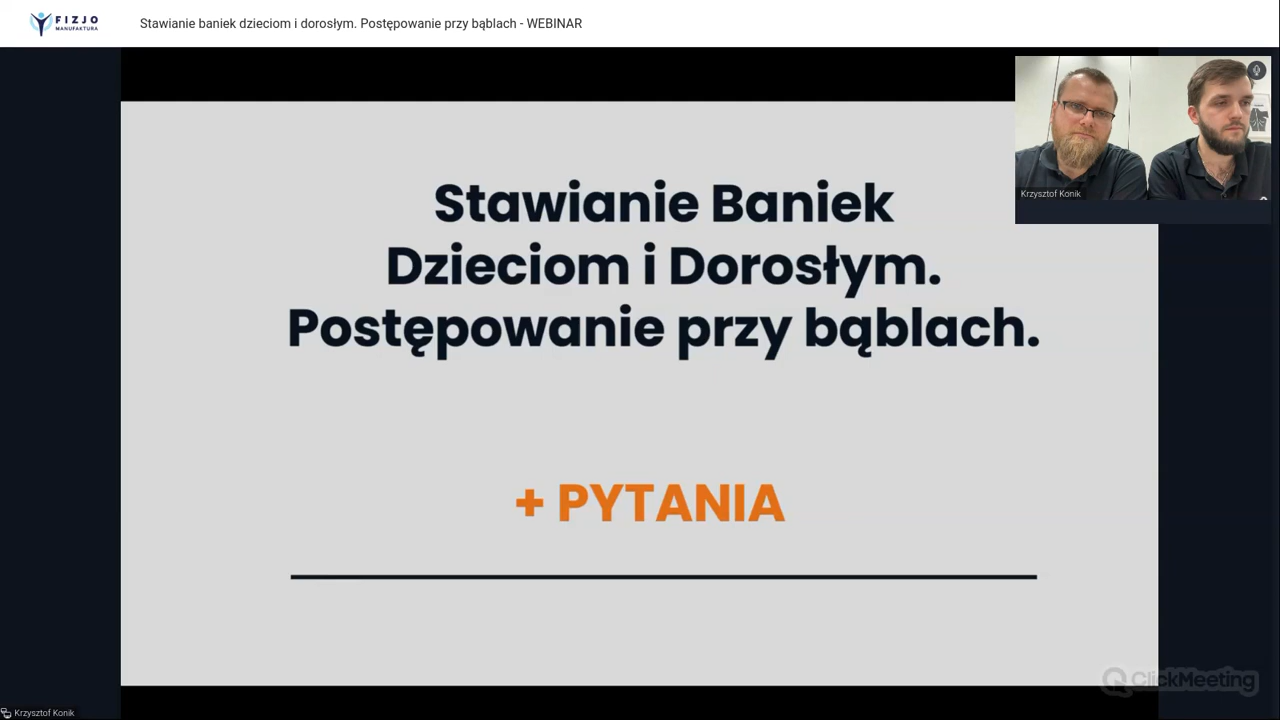 FIZJO
MANUFAKTURA
Stawianie baniek dzieciom i dorosłym. Postępowanie przy bąblach - WEBINAR
Krzysztof Konik
Stawianie Baniek
Dzieciom i Dorosłym.
Postępowanie przy bąblach.
+ PYTANIA
ClickMeeting
Krzysztof Konik